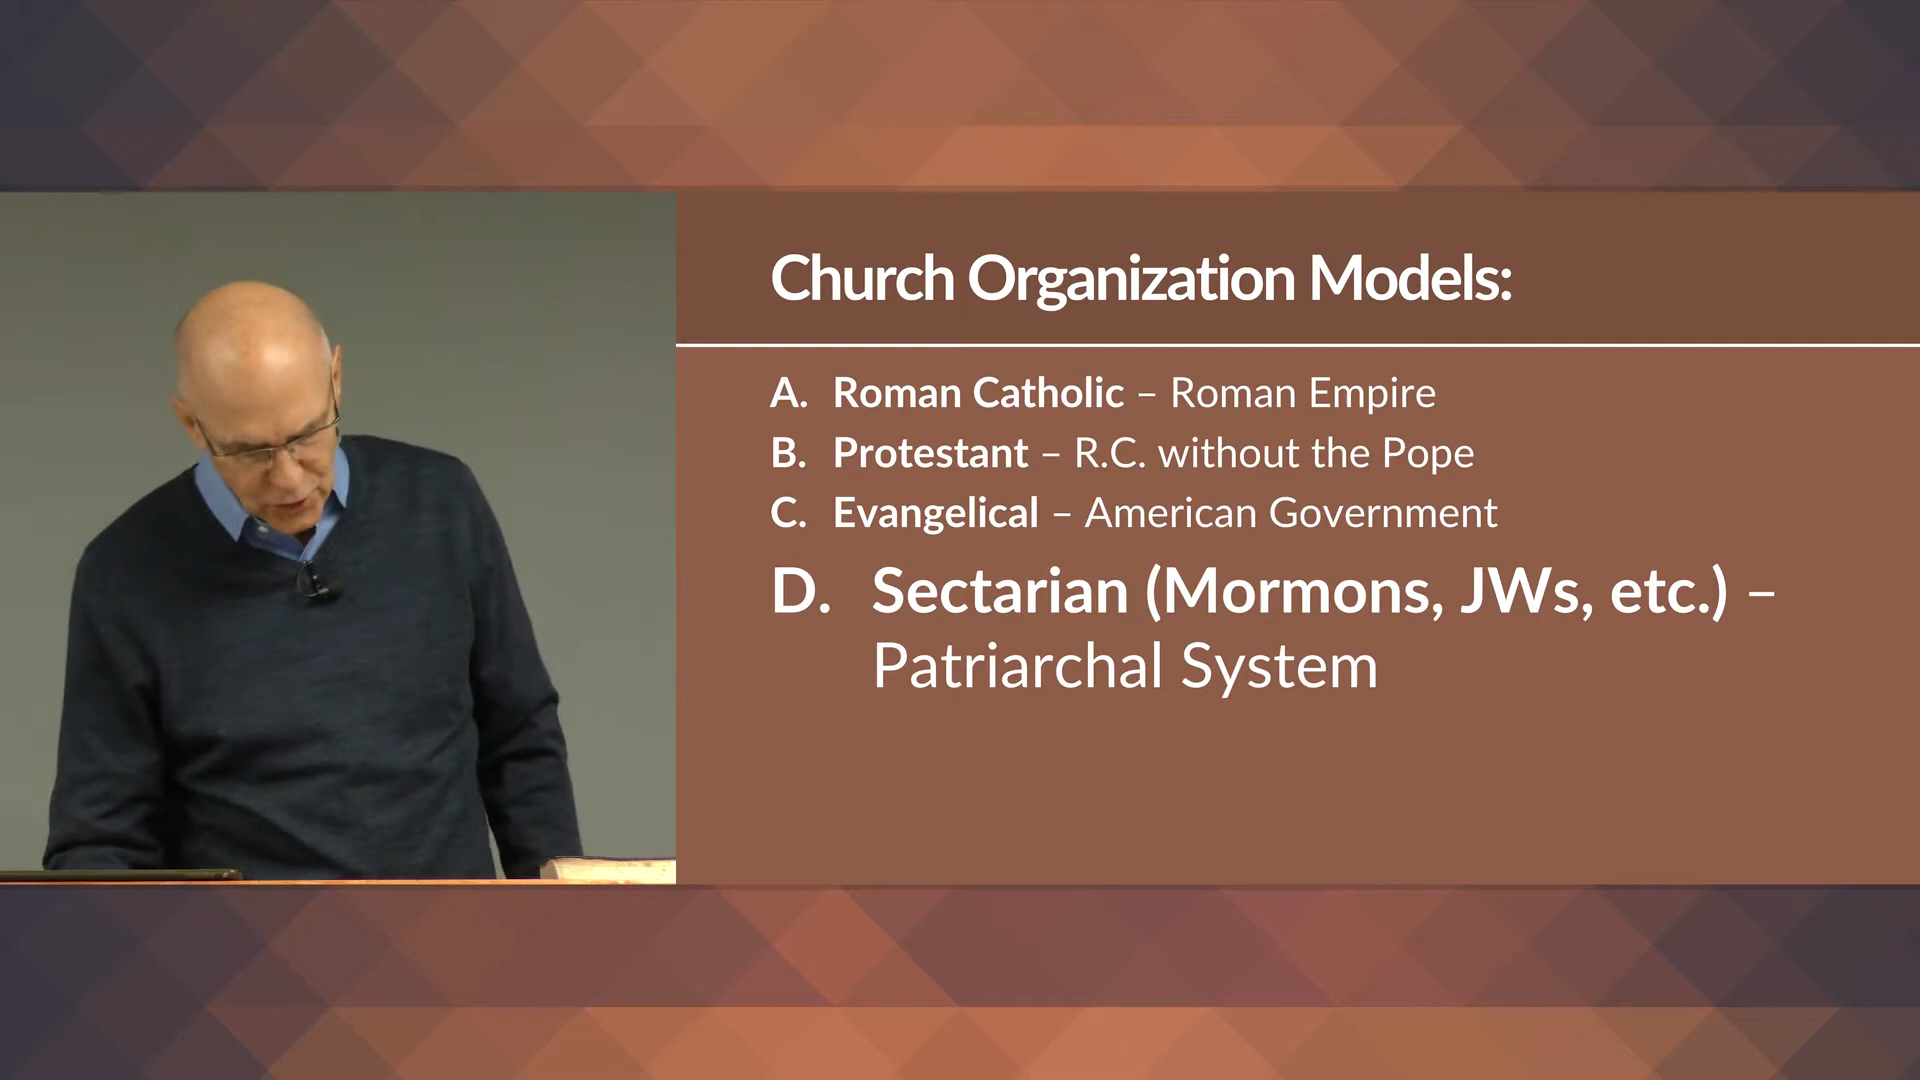 Church Organization Models:
A. Roman Catholic – Roman Empire
B. Protestant – R.C. without the Pope
C. Evangelical – American Government
D. Sectarian (Mormons, JWs, etc.) –
Patriarchal System